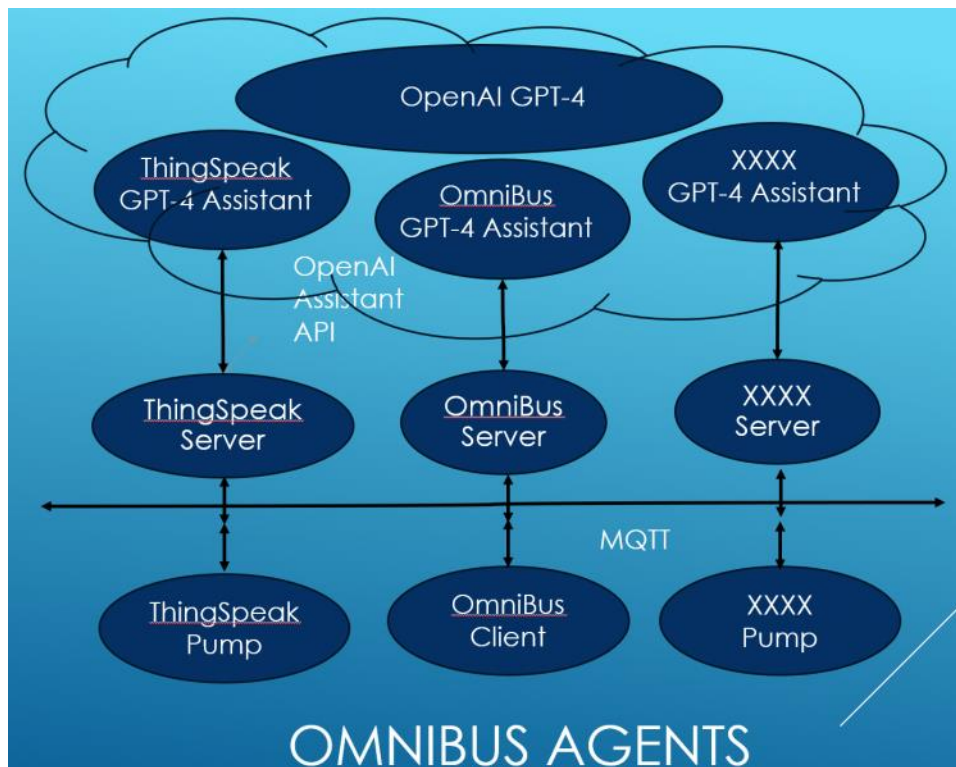 OpenAI GPT-4
ThingSpeak
GPT-4 Assistant
OmniBus
GPT-4 Assistant
XXXX
GPT-4 Assistant
OpenAI
Assistant
API
ThingSpeak
Server
OmniBus
Server
XXXX
Server
MQTT
ThingSpeak
Pump
OmniBus
Client
XXXX
Pump
OMNIBUS AGENTS